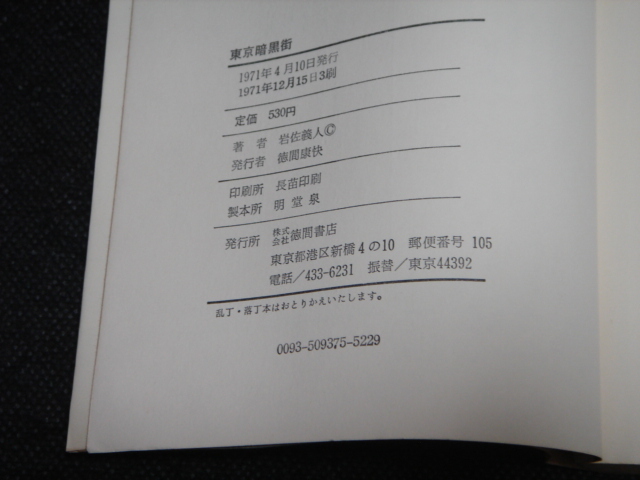 東京暗黒街
1971年4月10日発行
1971年12月15日3刷
定価 530円
著者 岩佐義人©
発行者 徳間康快
印刷所 長苗印刷
製本所 明泉堂
発行所 株式会社徳間書店
東京都港区新橋4の10 郵便番号 105
電話/433-6231 振替/東京44392
乱丁・落丁本はおとりかえいたします。
0093-509375-5229